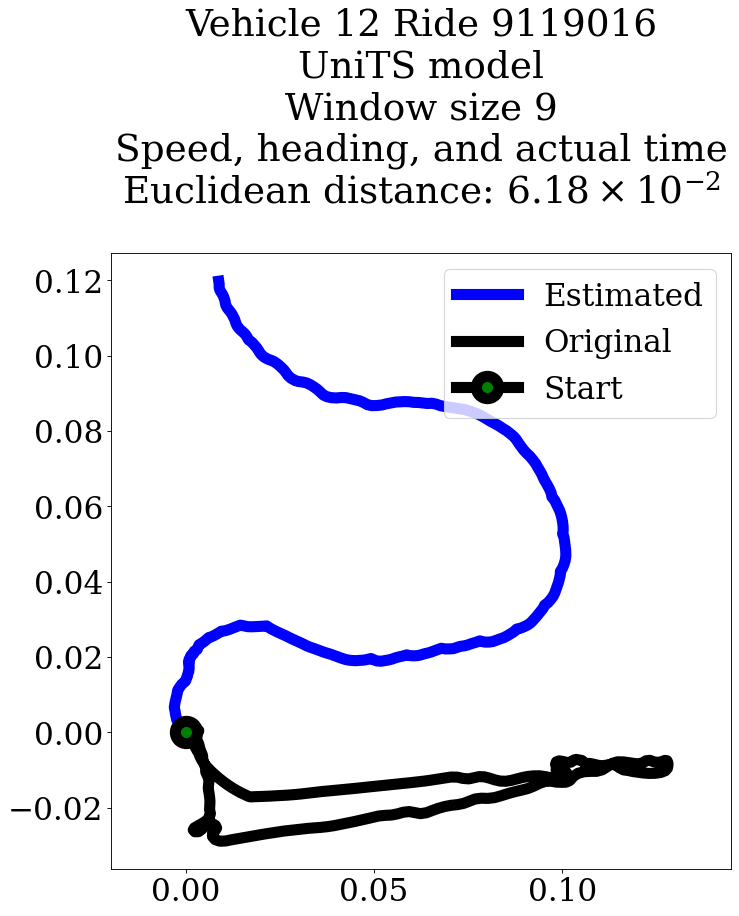 Vehicle 12 Ride 9119016
UniTS model
Window size 9
Speed, heading, and actual time
Euclidean distance: 6.18 × 10⁻²
Estimated
Original
Start
0.12
0.10
0.08
0.06
0.04
0.02
0.00
−0.02
0.00 0.05 0.10